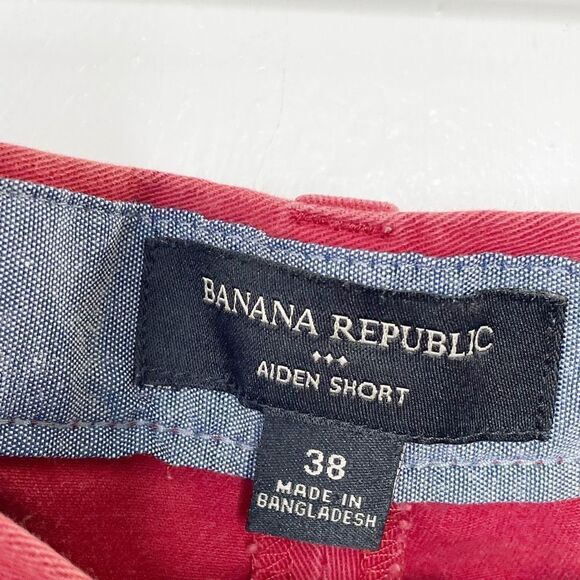 BANANA REPUBLIC
AIDEN SHORT
38
MADE IN
BANGLADESH